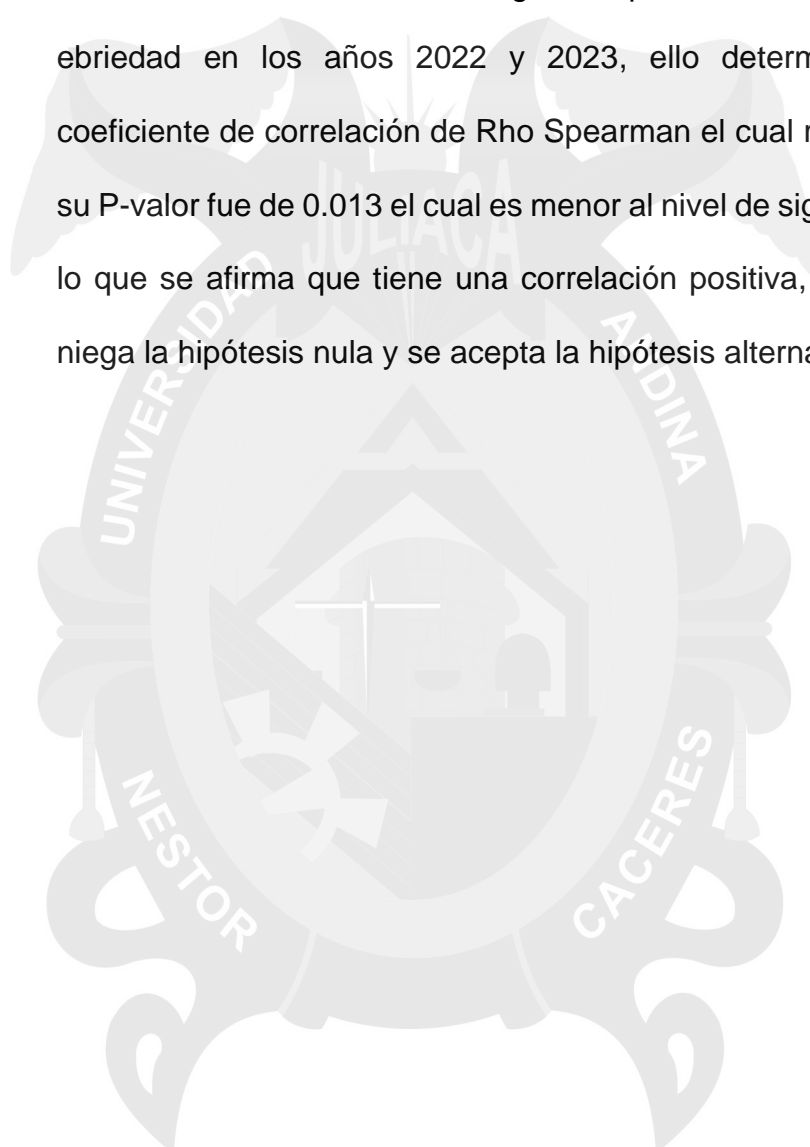 ebriedad en los años 2022 y 2023, ello determ
coeficiente de correlación de Rho Spearman el cual
su P-valor fue de 0.013 el cual es menor al nivel de sig
lo que se afirma que tiene una correlación positiva,
niega la hipótesis nula y se acepta la hipótesis alterna
UNIVERSIDAD
ANDINA
JULIACA
NESTOR
CACERES